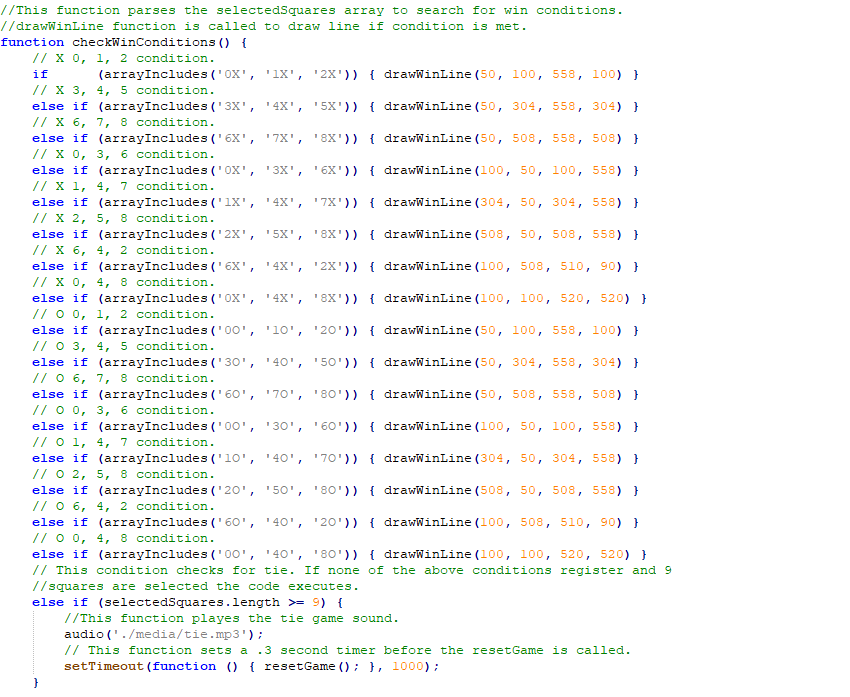 //This function parses the selectedSquares array to search for win conditions.
//drawWinLine function is called to draw line if condition is met.
function checkWinConditions() {
    // X 0, 1, 2 condition.
    if      (arrayIncludes('0X', '1X', '2X')) { drawWinLine(50, 100, 558, 100) }
    // X 3, 4, 5 condition.
    else if (arrayIncludes('3X', '4X', '5X')) { drawWinLine(50, 304, 558, 304) }
    // X 6, 7, 8 condition.
    else if (arrayIncludes('6X', '7X', '8X')) { drawWinLine(50, 508, 558, 508) }
    // X 0, 3, 6 condition.
    else if (arrayIncludes('0X', '3X', '6X')) { drawWinLine(100, 50, 100, 558) }
    // X 1, 4, 7 condition.
    else if (arrayIncludes('1X', '4X', '7X')) { drawWinLine(304, 50, 304, 558) }
    // X 2, 5, 8 condition.
    else if (arrayIncludes('2X', '5X', '8X')) { drawWinLine(508, 50, 508, 558) }
    // X 6, 4, 2 condition.
    else if (arrayIncludes('6X', '4X', '2X')) { drawWinLine(100, 508, 510, 90) }
    // X 0, 4, 8 condition.
    else if (arrayIncludes('0X', '4X', '8X')) { drawWinLine(100, 100, 520, 520) }
    // O 0, 1, 2 condition.
    else if (arrayIncludes('0O', '1O', '2O')) { drawWinLine(50, 100, 558, 100) }
    // O 3, 4, 5 condition.
    else if (arrayIncludes('3O', '4O', '5O')) { drawWinLine(50, 304, 558, 304) }
    // O 6, 7, 8 condition.
    else if (arrayIncludes('6O', '7O', '8O')) { drawWinLine(50, 508, 558, 508) }
    // O 0, 3, 6 condition.
    else if (arrayIncludes('0O', '3O', '6O')) { drawWinLine(100, 50, 100, 558) }
    // O 1, 4, 7 condition.
    else if (arrayIncludes('1O', '4O', '7O')) { drawWinLine(304, 50, 304, 558) }
    // O 2, 5, 8 condition.
    else if (arrayIncludes('2O', '5O', '8O')) { drawWinLine(508, 50, 508, 558) }
    // O 6, 4, 2 condition.
    else if (arrayIncludes('6O', '4O', '2O')) { drawWinLine(100, 508, 510, 90) }
    // O 0, 4, 8 condition.
    else if (arrayIncludes('0O', '4O', '8O')) { drawWinLine(100, 100, 520, 520) }
    // This condition checks for tie. If none of the above conditions register and 9
    //squares are selected the code executes.
    else if (selectedSquares.length >= 9) {
        //This function playes the tie game sound.
        audio('./media/tie.mp3');
        // This function sets a .3 second timer before the resetGame is called.
        setTimeout(function () { resetGame(); }, 1000);
    }